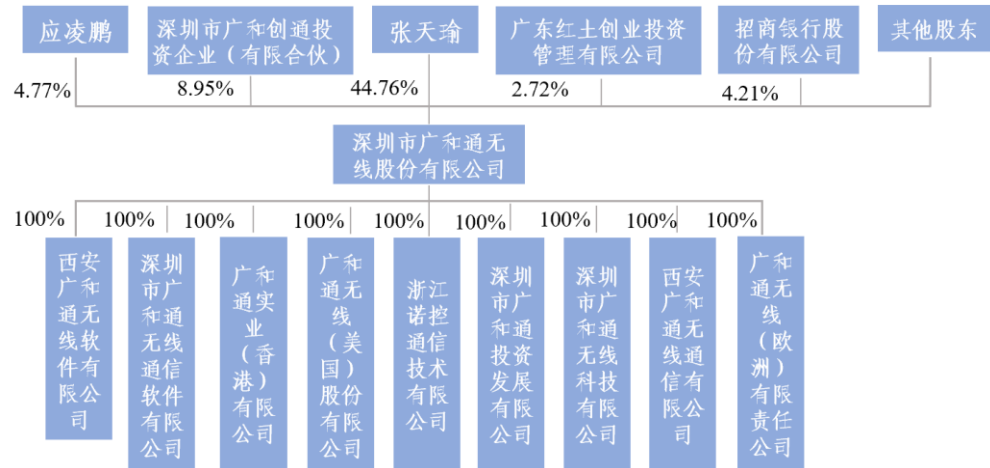 应凌鹏
深圳市广和创通投
资企业（有限合伙）
张天瑜
广东红土创业投资
管理有限公司
招商银行股
份有限公司
其他股东
4.77%
8.95%
44.76%
2.72%
4.21%
深圳市广和通无
线股份有限公司
100%
100%
100%
100%
100%
100%
100%
100%
100%
西安
广和
通无
线软
件有
限公
司
深圳
市广
和通
无线
通信
软件
有限
公司
广和
通实
业
（香
港）
有限
公司
广和
通无
线
（美
国）
股份
有限
公司
浙江
诺控
通信
技术
有限
公司
深圳
市广
和通
投资
发展
有限
公司
深圳
市广
和通
无线
科技
有限
公司
西安
广和
通无
线通
信有
限公
司
广和
通无
线
（欧
洲）
有限
责任
公司